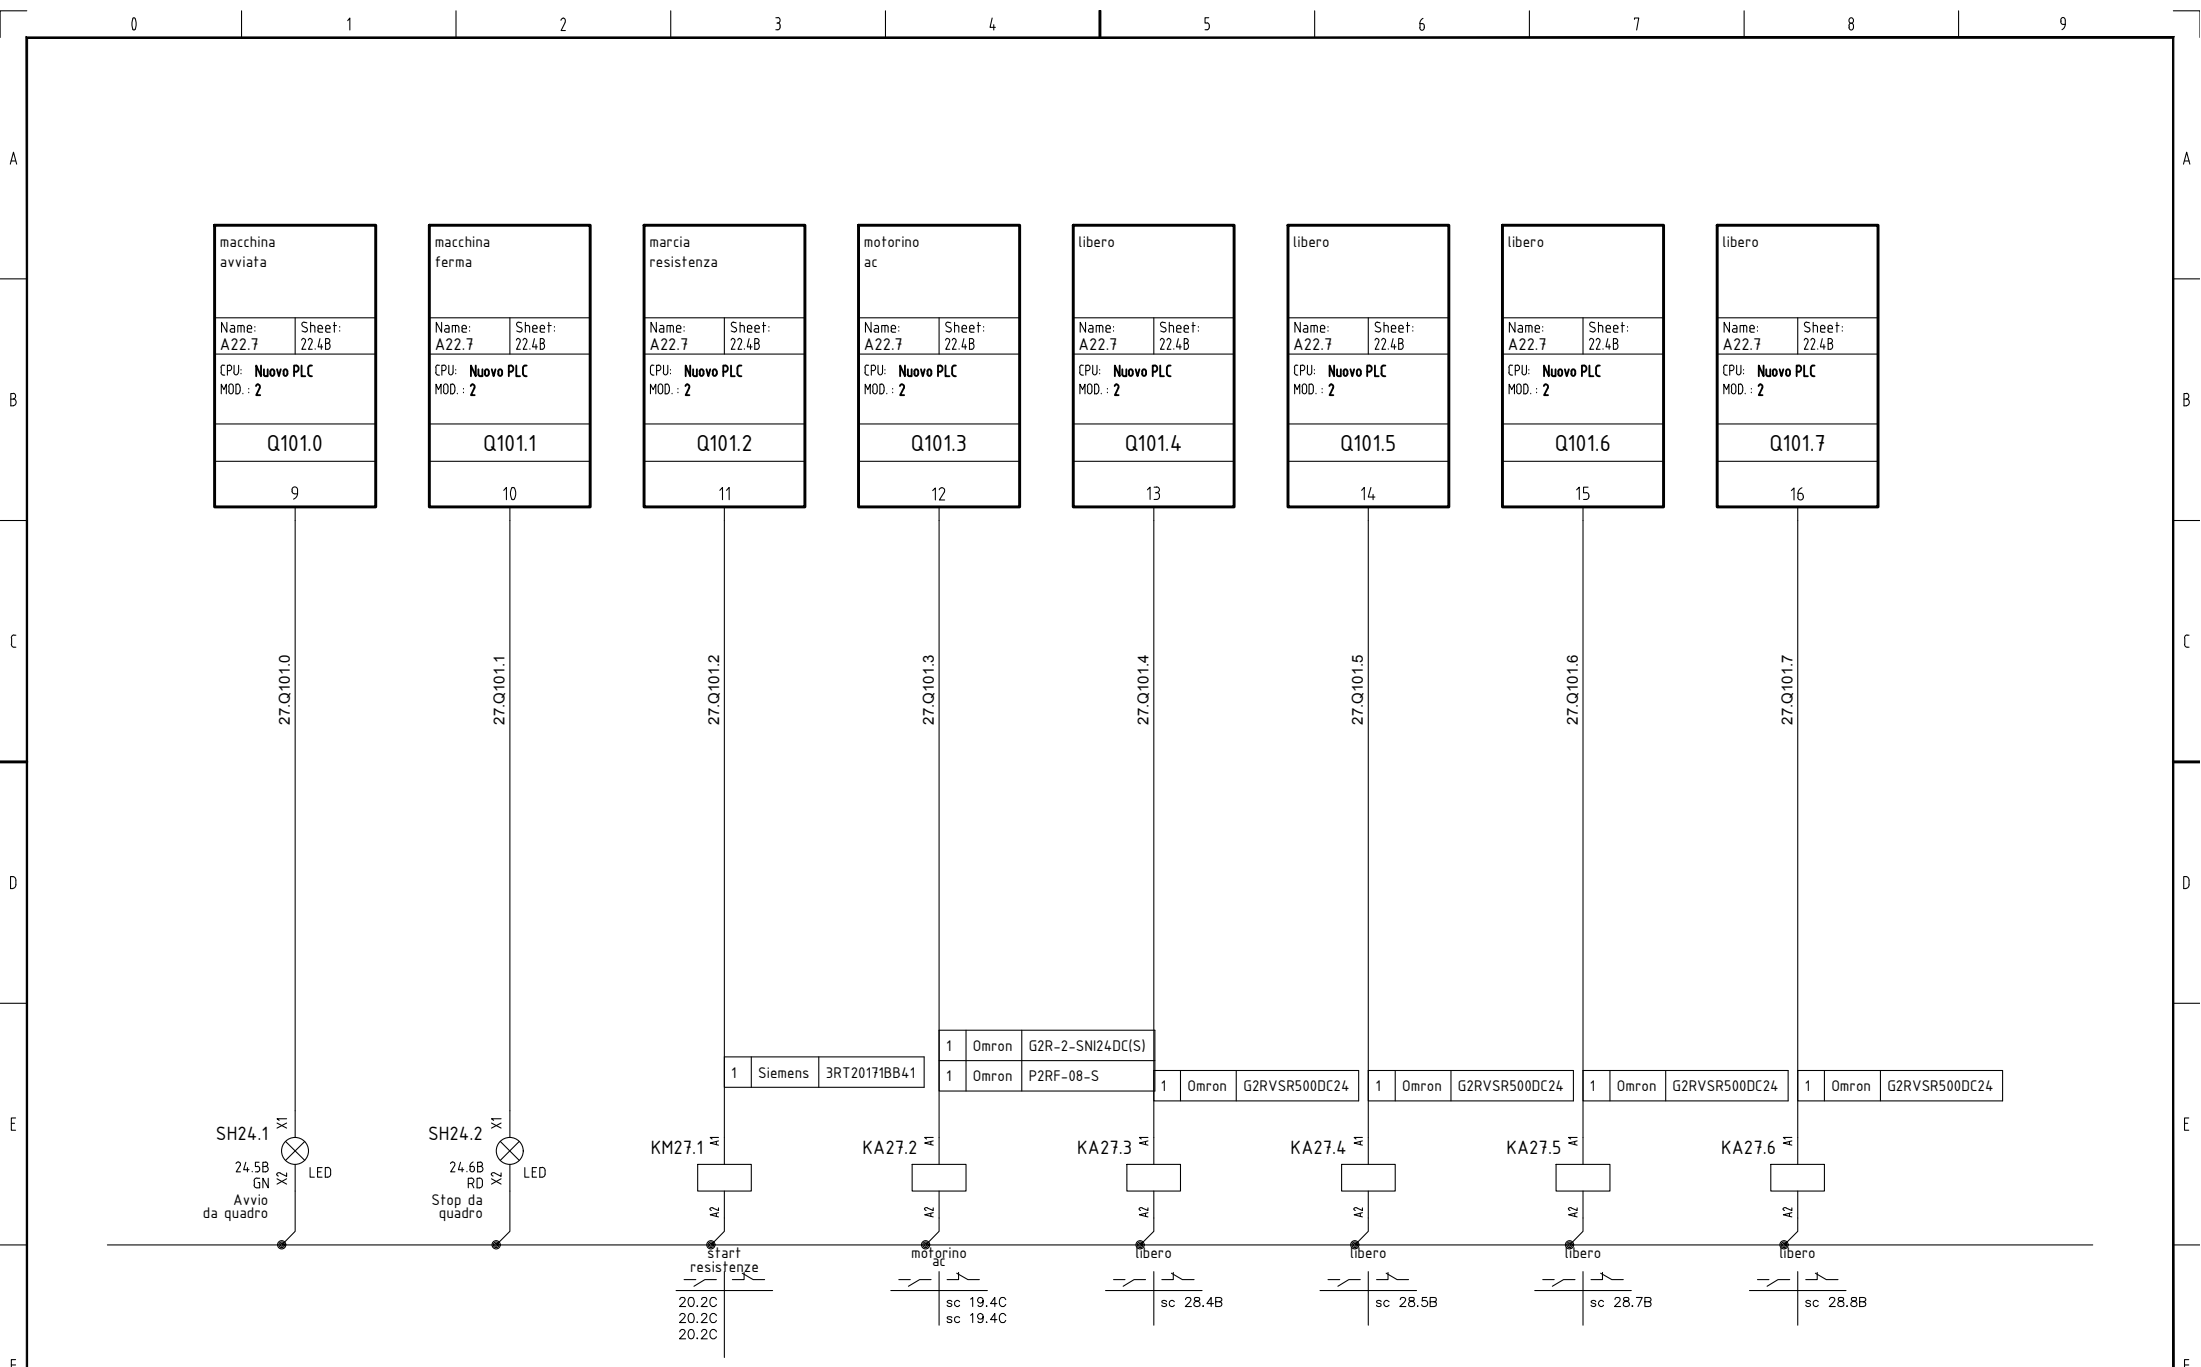 0 1 2 3 4 5 6 7 8 9
A A
macchina
avviata
macchina
ferma
marcia
resistenza
motorino
ac
libero
libero
libero
libero
Name: Sheet: Name: Sheet: Name: Sheet: Name: Sheet: Name: Sheet: Name: Sheet: Name: Sheet: Name: Sheet:
A22.7 22.4B A22.7 22.4B A22.7 22.4B A22.7 22.4B A22.7 22.4B A22.7 22.4B A22.7 22.4B A22.7 22.4B
CPU: Nuovo PLC CPU: Nuovo PLC CPU: Nuovo PLC CPU: Nuovo PLC CPU: Nuovo PLC CPU: Nuovo PLC CPU: Nuovo PLC CPU: Nuovo PLC
MOD. : 2 MOD. : 2 MOD. : 2 MOD. : 2 MOD. : 2 MOD. : 2 MOD. : 2 MOD. : 2
B B
Q101.0 Q101.1 Q101.2 Q101.3 Q101.4 Q101.5 Q101.6 Q101.7
9 10 11 12 13 14 15 16
C C
27.Q101.0 27.Q101.1 27.Q101.2 27.Q101.3 27.Q101.4 27.Q101.5 27.Q101.6 27.Q101.7
D D
1 Omron G2R-2-SNI24DC(S)
1 Siemens 3RT20171BB41
1 Omron P2RF-08-S
1 Omron G2RVSR500DC24 1 Omron G2RVSR500DC24 1 Omron G2RVSR500DC24 1 Omron G2RVSR500DC24
E E
X1 X1
SH24.1 SH24.2
A1 A1 A1 A1 A1 A1
KM27.1 KA27.2 KA27.3 KA27.4 KA27.5 KA27.6
24.5B X2 LED 24.6B X2 LED
GN RD
Avvio
da quadro
Stop da
quadro
A2 A2 A2 A2 A2 A2
start
resistenze
motorino
ac
libero
libero
libero
libero
20.2C sc 19.4C sc 28.4B sc 28.5B sc 28.7B sc 28.8B
20.2C sc 19.4C
20.2C
F F